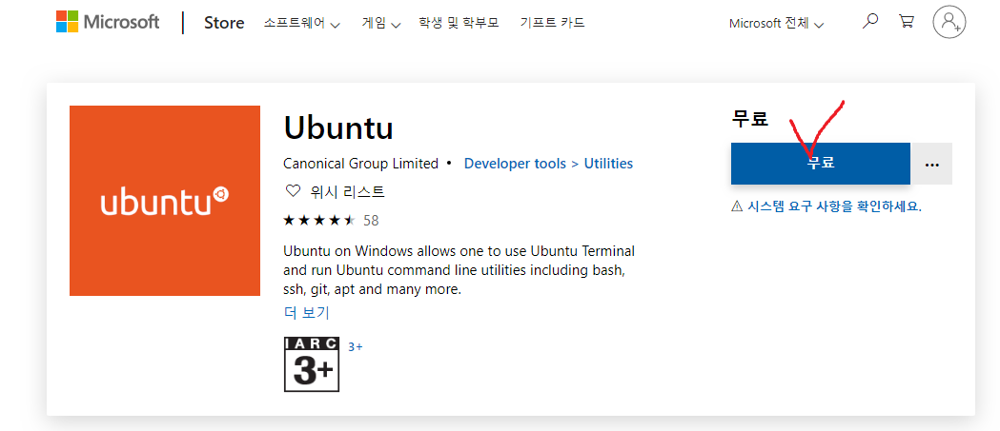 Microsoft Store 소프트웨어 게임 학생 및 학부모 기프트 카드 Microsoft 전체
ubuntu
Ubuntu
Canonical Group Limited • Developer tools > Utilities
위시 리스트
58
Ubuntu on Windows allows one to use Ubuntu Terminal
and run Ubuntu command line utilities including bash,
ssh, git, apt and many more.
더 보기
IARC
3+
3+
무료
무료
시스템 요구 사항을 확인하세요.